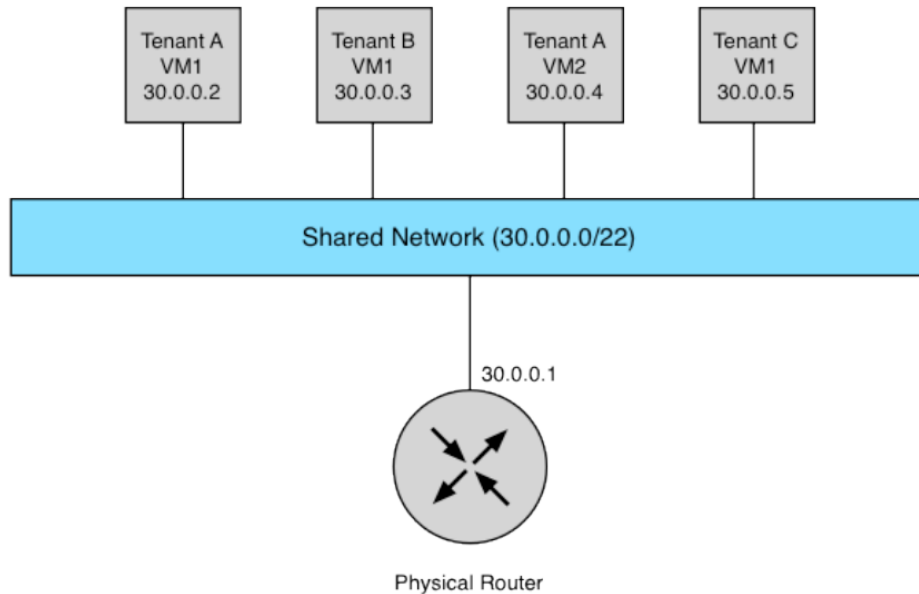 Tenant A
VM1
30.0.0.2
Tenant B
VM1
30.0.0.3
Tenant A
VM2
30.0.0.4
Tenant C
VM1
30.0.0.5
Shared Network (30.0.0.0/22)
30.0.0.1
Physical Router